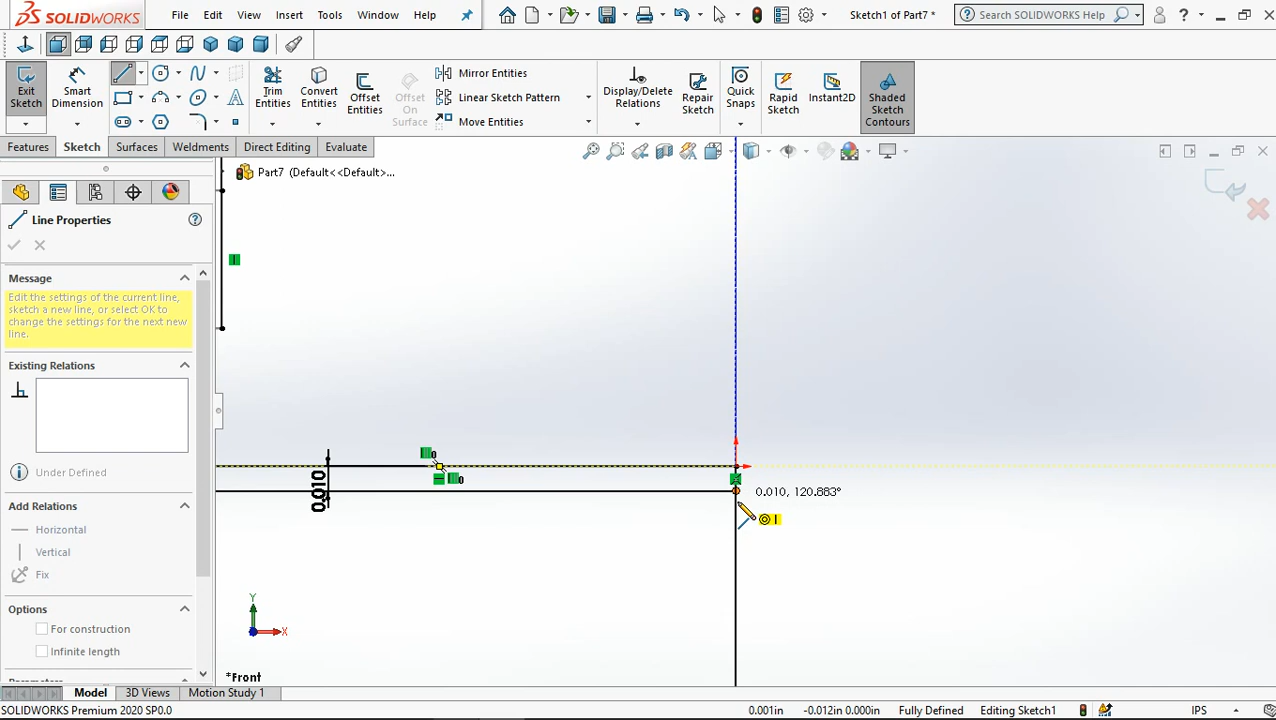 SOLIDWORKS File Edit View Insert Tools Window Help Sketch1 of Part7 * Search SOLIDWORKS Help ?
Exit Sketch
Smart Dimension
Trim Entities
Convert Entities
Offset Entities
Offset On Surface
Mirror Entities
Linear Sketch Pattern
Move Entities
Display/Delete Relations
Repair Sketch
Quick Snaps
Rapid Sketch
Instant2D
Shaded Sketch Contours
Features Sketch Surfaces Weldments Direct Editing Evaluate
Part7 (Default<<Default>...
Line Properties
Message
Edit the settings of the current line,
sketch a new line, or select OK to
change the settings for the next new
line.
Existing Relations
Under Defined
Add Relations
Horizontal
Vertical
Fix
Options
For construction
Infinite length
0.010
0.010, 120.883°
Y
X
*Front
Model 3D Views Motion Study 1
SOLIDWORKS Premium 2020 SP0.0 0.001in -0.012in 0.000in Fully Defined Editing Sketch1 IPS